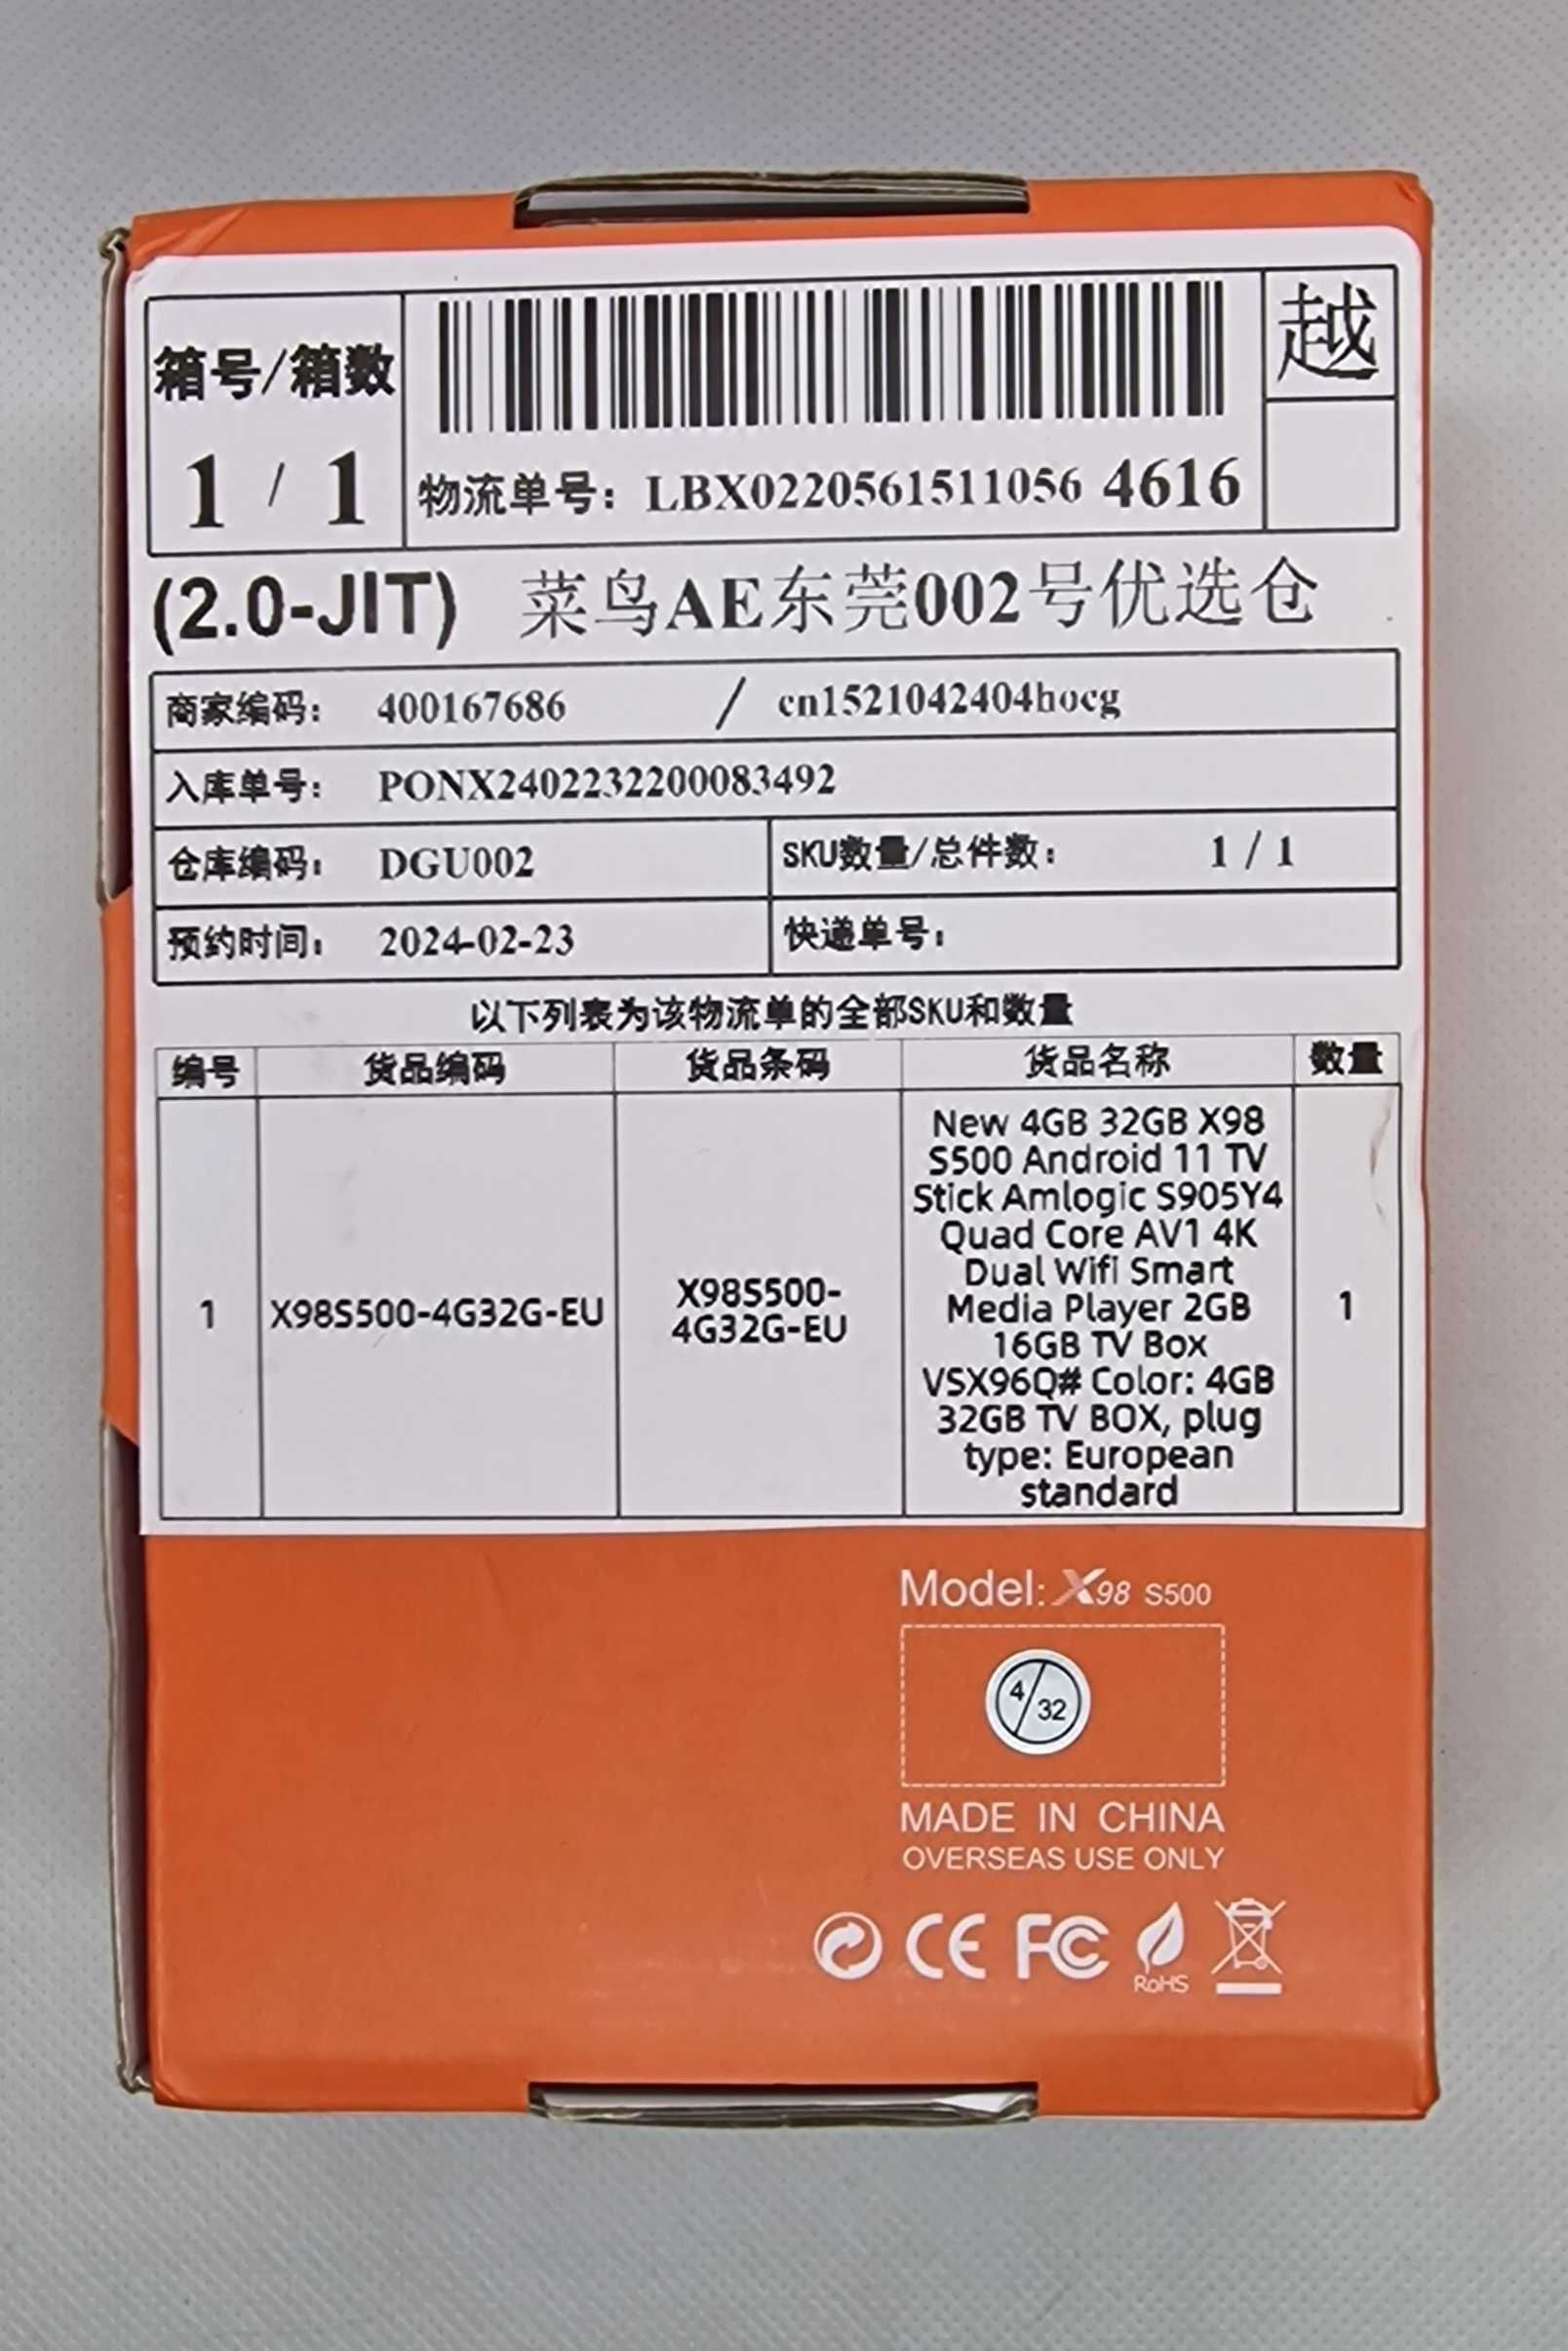 箱号/箱数
1 / 1
物流单号: LBX0220561511056 4616
越
(2.0-JIT) 菜鸟AE东莞002号优选仓
商家编码: 400167686 / cn1521042404hocg
入库单号: PONX2402232200083492
仓库编码: DGU002
SKU数量/总件数: 1 / 1
预约时间: 2024-02-23
快递单号:
以下列表为该物流单的全部SKU和数量
编号 货品编码 货品条码 货品名称 数量
1
X98S500-4G32G-EU
X98S500-
4G32G-EU
New 4GB 32GB X98
S500 Android 11 TV
Stick Amlogic S905Y4
Quad Core AV1 4K
Dual Wifi Smart
Media Player 2GB
16GB TV Box
VSX96Q# Color: 4GB
32GB TV BOX, plug
type: European
standard
1
Model: X98 S500
4/32
MADE IN CHINA
OVERSEAS USE ONLY
CE FC
RoHS